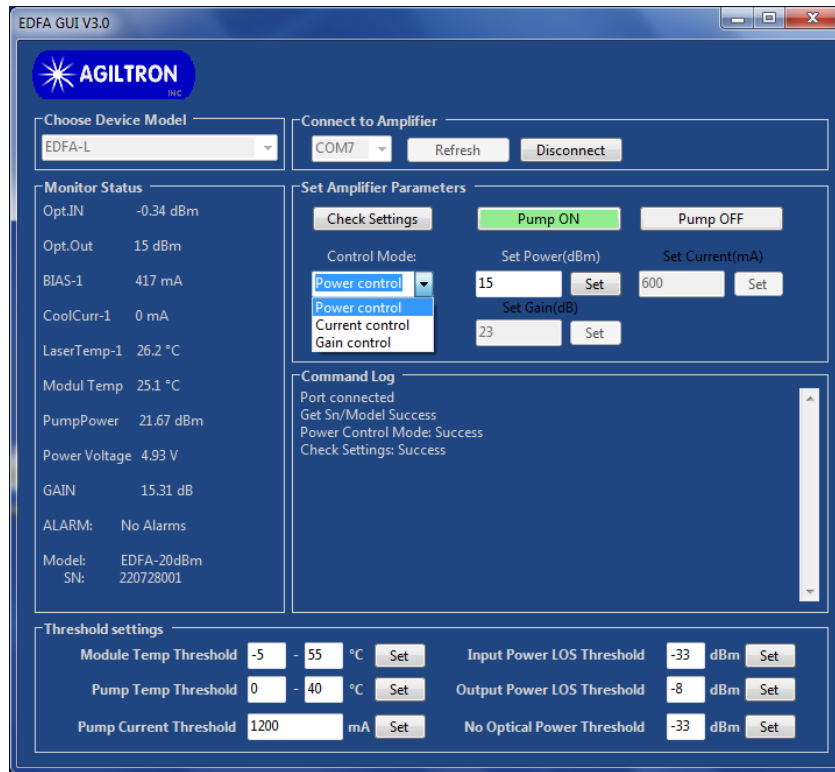 EDFA GUI V3.0
AGILTRON
INC
Choose Device Model
EDFA-L
Connect to Amplifier
COM7 Refresh Disconnect
Monitor Status
Opt.IN -0.34 dBm
Opt.Out 15 dBm
BIAS-1 417 mA
CoolCurr-1 0 mA
LaserTemp-1 26.2 °C
Modul Temp 25.1 °C
PumpPower 21.67 dBm
Power Voltage 4.93 V
GAIN 15.31 dB
ALARM: No Alarms
Model: EDFA-20dBm
SN: 220728001
Set Amplifier Parameters
Check Settings Pump ON Pump OFF
Control Mode: Set Power(dBm) Set Current(mA)
Power control 15 Set 600 Set
Power control Set Gain(dB)
Current control
Gain control 23 Set
Command Log
Port connected
Get Sn/Model Success
Power Control Mode: Success
Check Settings: Success
Threshold settings
Module Temp Threshold -5 - 55 °C Set Input Power LOS Threshold -33 dBm Set
Pump Temp Threshold 0 - 40 °C Set Output Power LOS Threshold -8 dBm Set
Pump Current Threshold 1200 mA Set No Optical Power Threshold -33 dBm Set